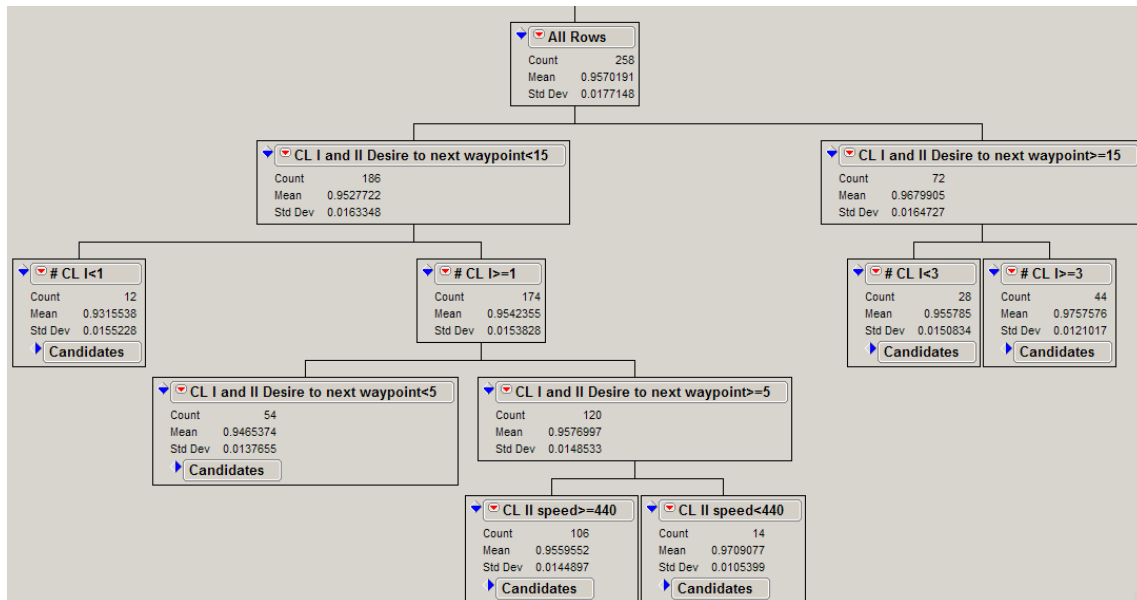 All Rows
Count 258
Mean 0.9570191
Std Dev 0.0177148
CL I and II Desire to next waypoint<15
Count 186
Mean 0.9527722
Std Dev 0.0163348
CL I and II Desire to next waypoint>=15
Count 72
Mean 0.9679905
Std Dev 0.0164727
# CL I<1
Count 12
Mean 0.9315538
Std Dev 0.0155228
Candidates
# CL I>=1
Count 174
Mean 0.9542355
Std Dev 0.0153828
# CL I<3
Count 28
Mean 0.955785
Std Dev 0.0150834
Candidates
# CL I>=3
Count 44
Mean 0.9757576
Std Dev 0.0121017
Candidates
CL I and II Desire to next waypoint<5
Count 54
Mean 0.9465374
Std Dev 0.0137655
Candidates
CL I and II Desire to next waypoint>=5
Count 120
Mean 0.9576997
Std Dev 0.0148533
CL II speed>=440
Count 106
Mean 0.9559552
Std Dev 0.0144897
Candidates
CL II speed<440
Count 14
Mean 0.9709077
Std Dev 0.0105399
Candidates